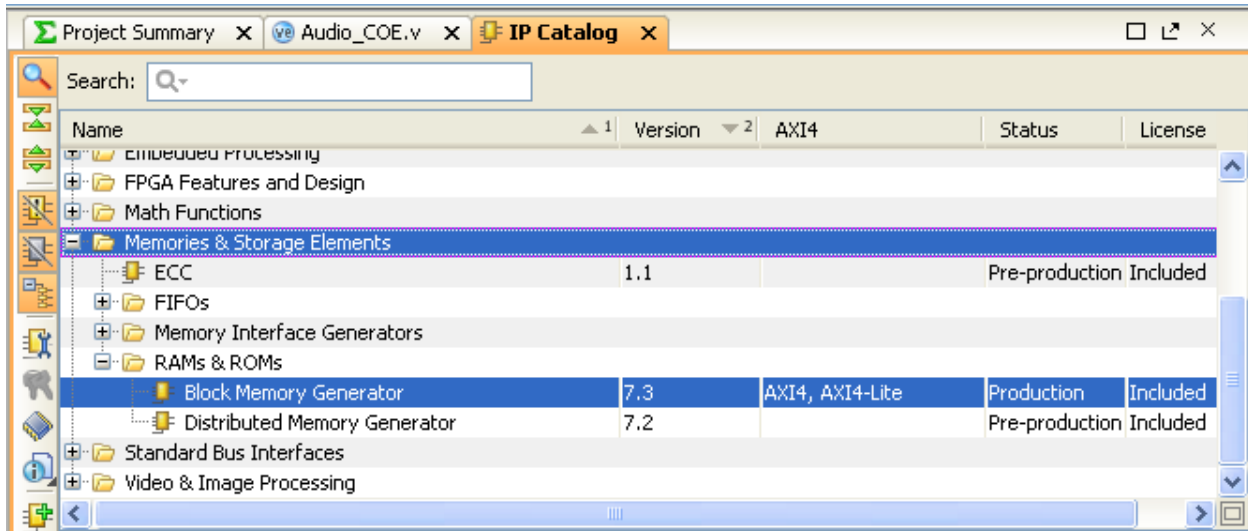 Project Summary Audio_COE.v IP Catalog
Search:
Name 1 Version 2 AXI4 Status License
Embedded Processing
FPGA Features and Design
Math Functions
Memories & Storage Elements
ECC 1.1 Pre-production Included
FIFOs
Memory Interface Generators
RAMs & ROMs
Block Memory Generator 7.3 AXI4, AXI4-Lite Production Included
Distributed Memory Generator 7.2 Pre-production Included
Standard Bus Interfaces
Video & Image Processing